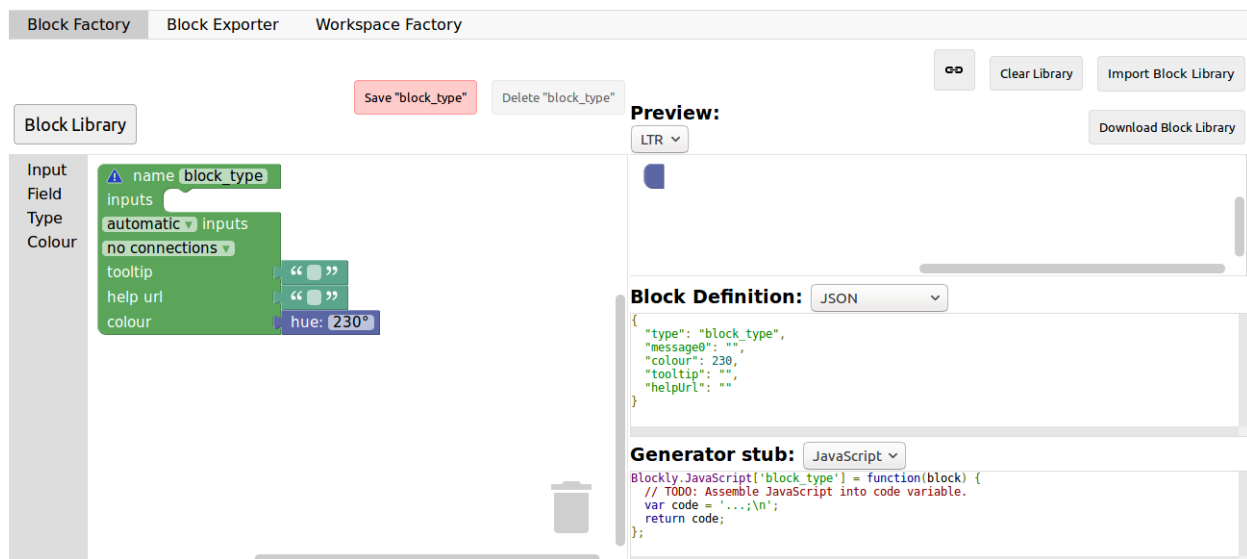 Block Factory Block Exporter Workspace Factory
Clear Library Import Block Library
Save "block_type" Delete "block_type"
Block Library
Preview:
Download Block Library
LTR
Input
Field
Type
Colour
name block_type
inputs
automatic ▾ inputs
no connections ▾
tooltip “ ”
help url “ ”
colour hue: 230°
Block Definition: JSON
{
  "type": "block_type",
  "message0": "",
  "colour": 230,
  "tooltip": "",
  "helpUrl": ""
}
Generator stub: JavaScript
Blockly.JavaScript['block_type'] = function(block) {
  // TODO: Assemble JavaScript into code variable.
  var code = '...;\n';
  return code;
};